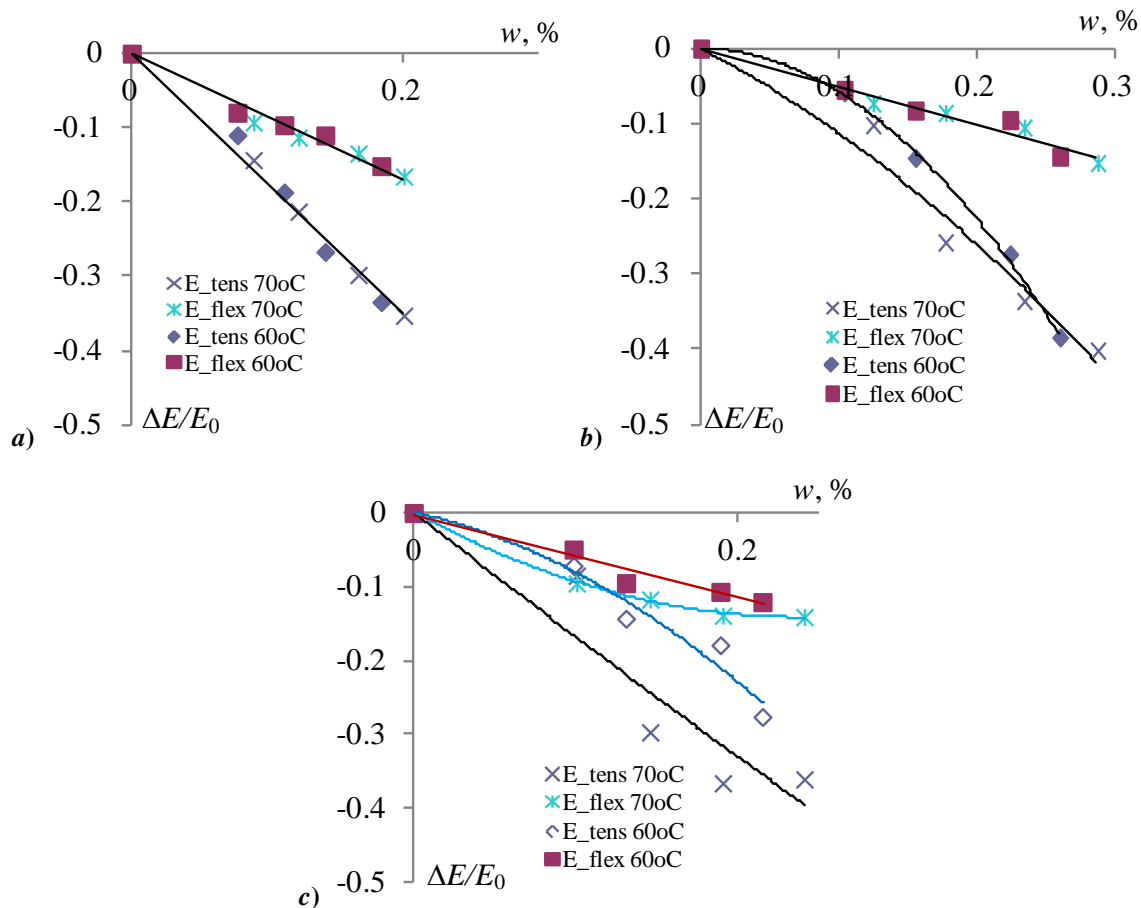 w, %
0
0
0.2
-0.1
-0.2
-0.3
-0.4
-0.5
E_tens 70oC
E_flex 70oC
E_tens 60oC
E_flex 60oC
ΔE/E0
a)
w, %
0
0
0.1
0.2
0.3
-0.1
-0.2
-0.3
-0.4
-0.5
E_tens 70oC
E_flex 70oC
E_tens 60oC
E_flex 60oC
ΔE/E0
b)
w, %
0
0
0.2
-0.1
-0.2
-0.3
-0.4
-0.5
E_tens 70oC
E_flex 70oC
E_tens 60oC
E_flex 60oC
ΔE/E0
c)